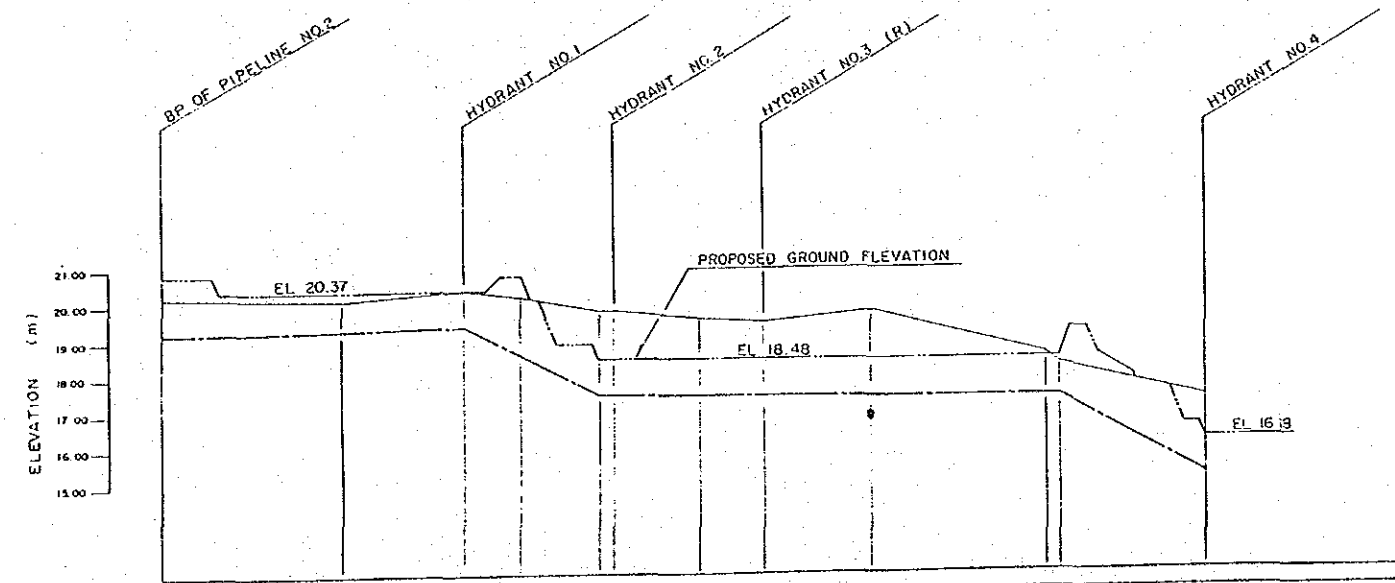 BP OF PIPELINE NO.2
HYDRANT NO.1
HYDRANT NO.2
HYDRANT NO.3 (R)
HYDRANT NO.4
PROPOSED GROUND ELEVATION
EL 20.37
EL 18.48
EL
ELEVATION (m)
21.00
20.00
19.00
18.00
17.00
16.00
15.00